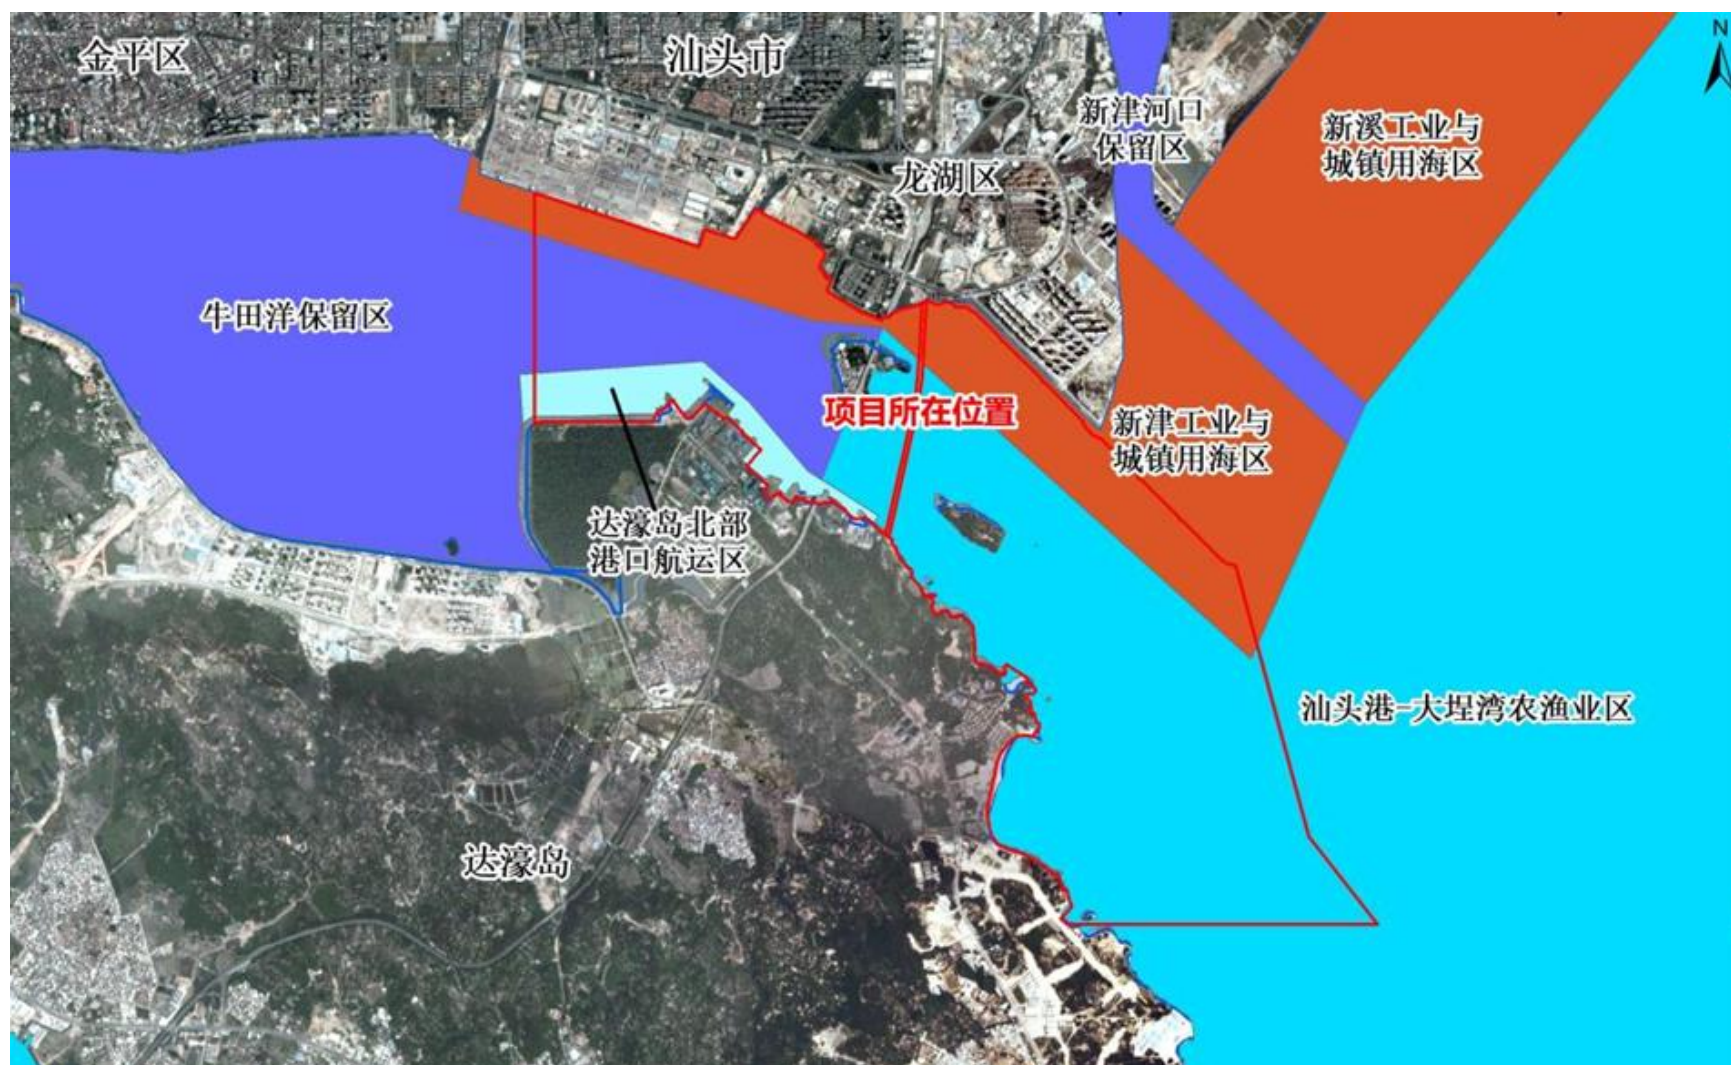 金平区
汕头市
N
新津河口
保留区
新溪工业与
城镇用海区
龙湖区
牛田洋保留区
项目所在位置
新津工业与
城镇用海区
达濠岛北部
港口航运区
汕头港-大埕湾农渔业区
达濠岛